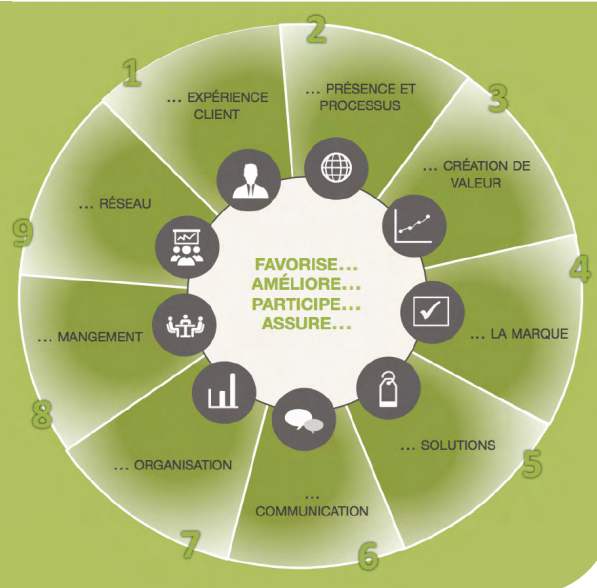 1
... EXPÉRIENCE
CLIENT
2
... PRÉSENCE ET
PROCESSUS
3
... CRÉATION DE
VALEUR
4
... LA MARQUE
5
... SOLUTIONS
6
...
COMMUNICATION
7
... ORGANISATION
8
... MANGEMENT
9
... RÉSEAU
FAVORISE...
AMÉLIORE...
PARTICIPE...
ASSURE...